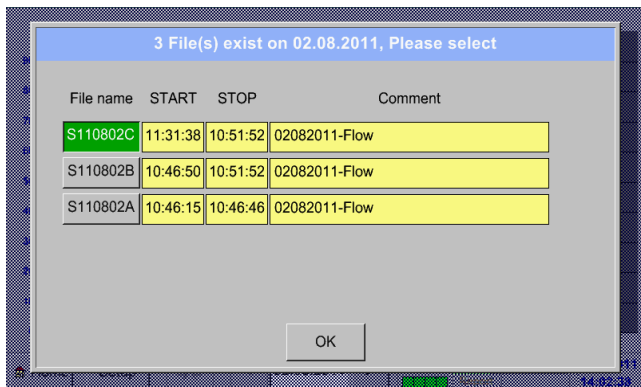 3 File(s) exist on 02.08.2011, Please select
File name START STOP Comment
S110802C 11:31:38 10:51:52 02082011-Flow
S110802B 10:46:50 10:51:52 02082011-Flow
S110802A 10:46:15 10:46:46 02082011-Flow
OK
14:02:38